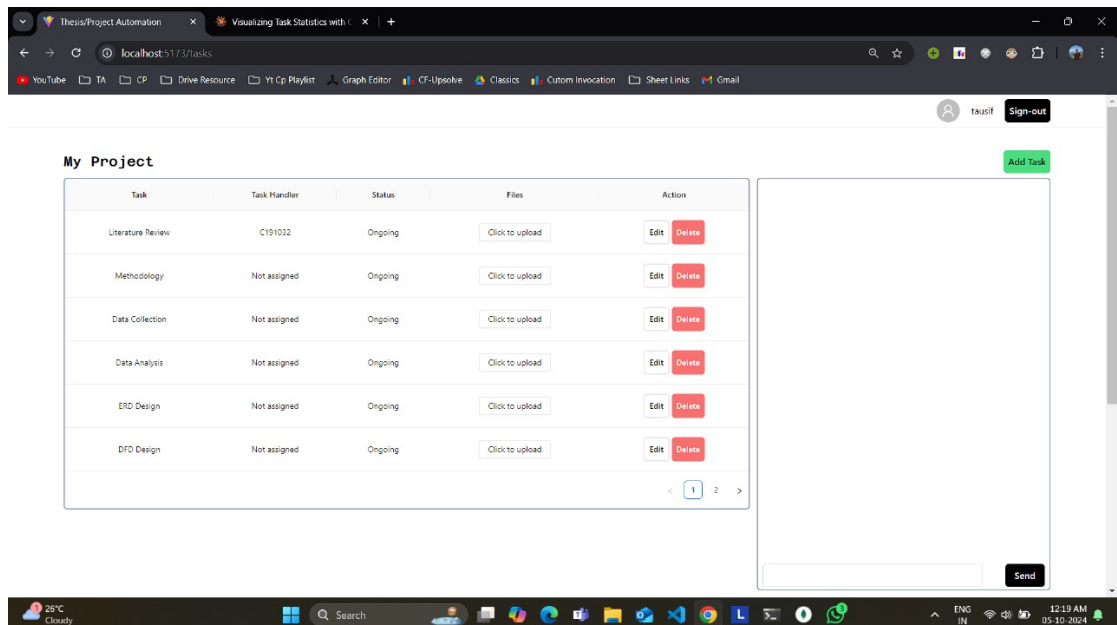 Thesis/Project Automation
Visualizing Task Statistics with C
localhost:5173/tasks
YouTube TA CP Drive Resource Yt Cp Playlist Graph Editor CF-Upsolve Classics Cutom Invocation Sheet Links Gmail
tausif Sign-out
My Project
Add Task
Task Task Handler Status Files Action
Literature Review C191032 Ongoing Click to upload Edit Delete
Methodology Not assigned Ongoing Click to upload Edit Delete
Data Collection Not assigned Ongoing Click to upload Edit Delete
Data Analysis Not assigned Ongoing Click to upload Edit Delete
ERD Design Not assigned Ongoing Click to upload Edit Delete
DFD Design Not assigned Ongoing Click to upload Edit Delete
< 1 2 >
Send
1 26°C
Cloudy
Search
L
3
ENG
IN
12:19 AM
05-10-2024